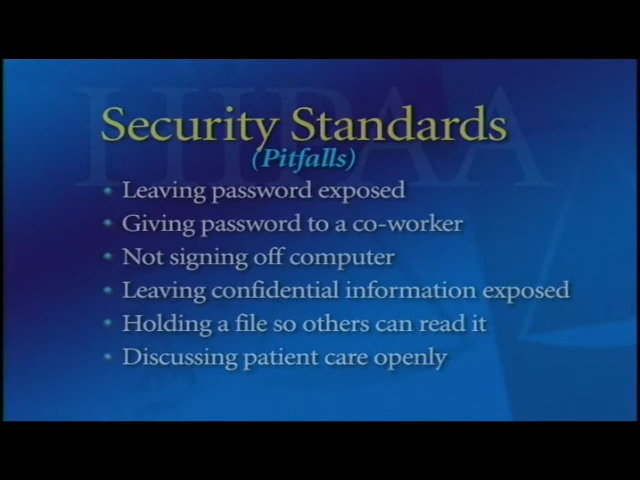 HIPAA
Security Standards
(Pitfalls)
• Leaving password exposed
• Giving password to a co-worker
• Not signing off computer
• Leaving confidential information exposed
• Holding a file so others can read it
• Discussing patient care openly